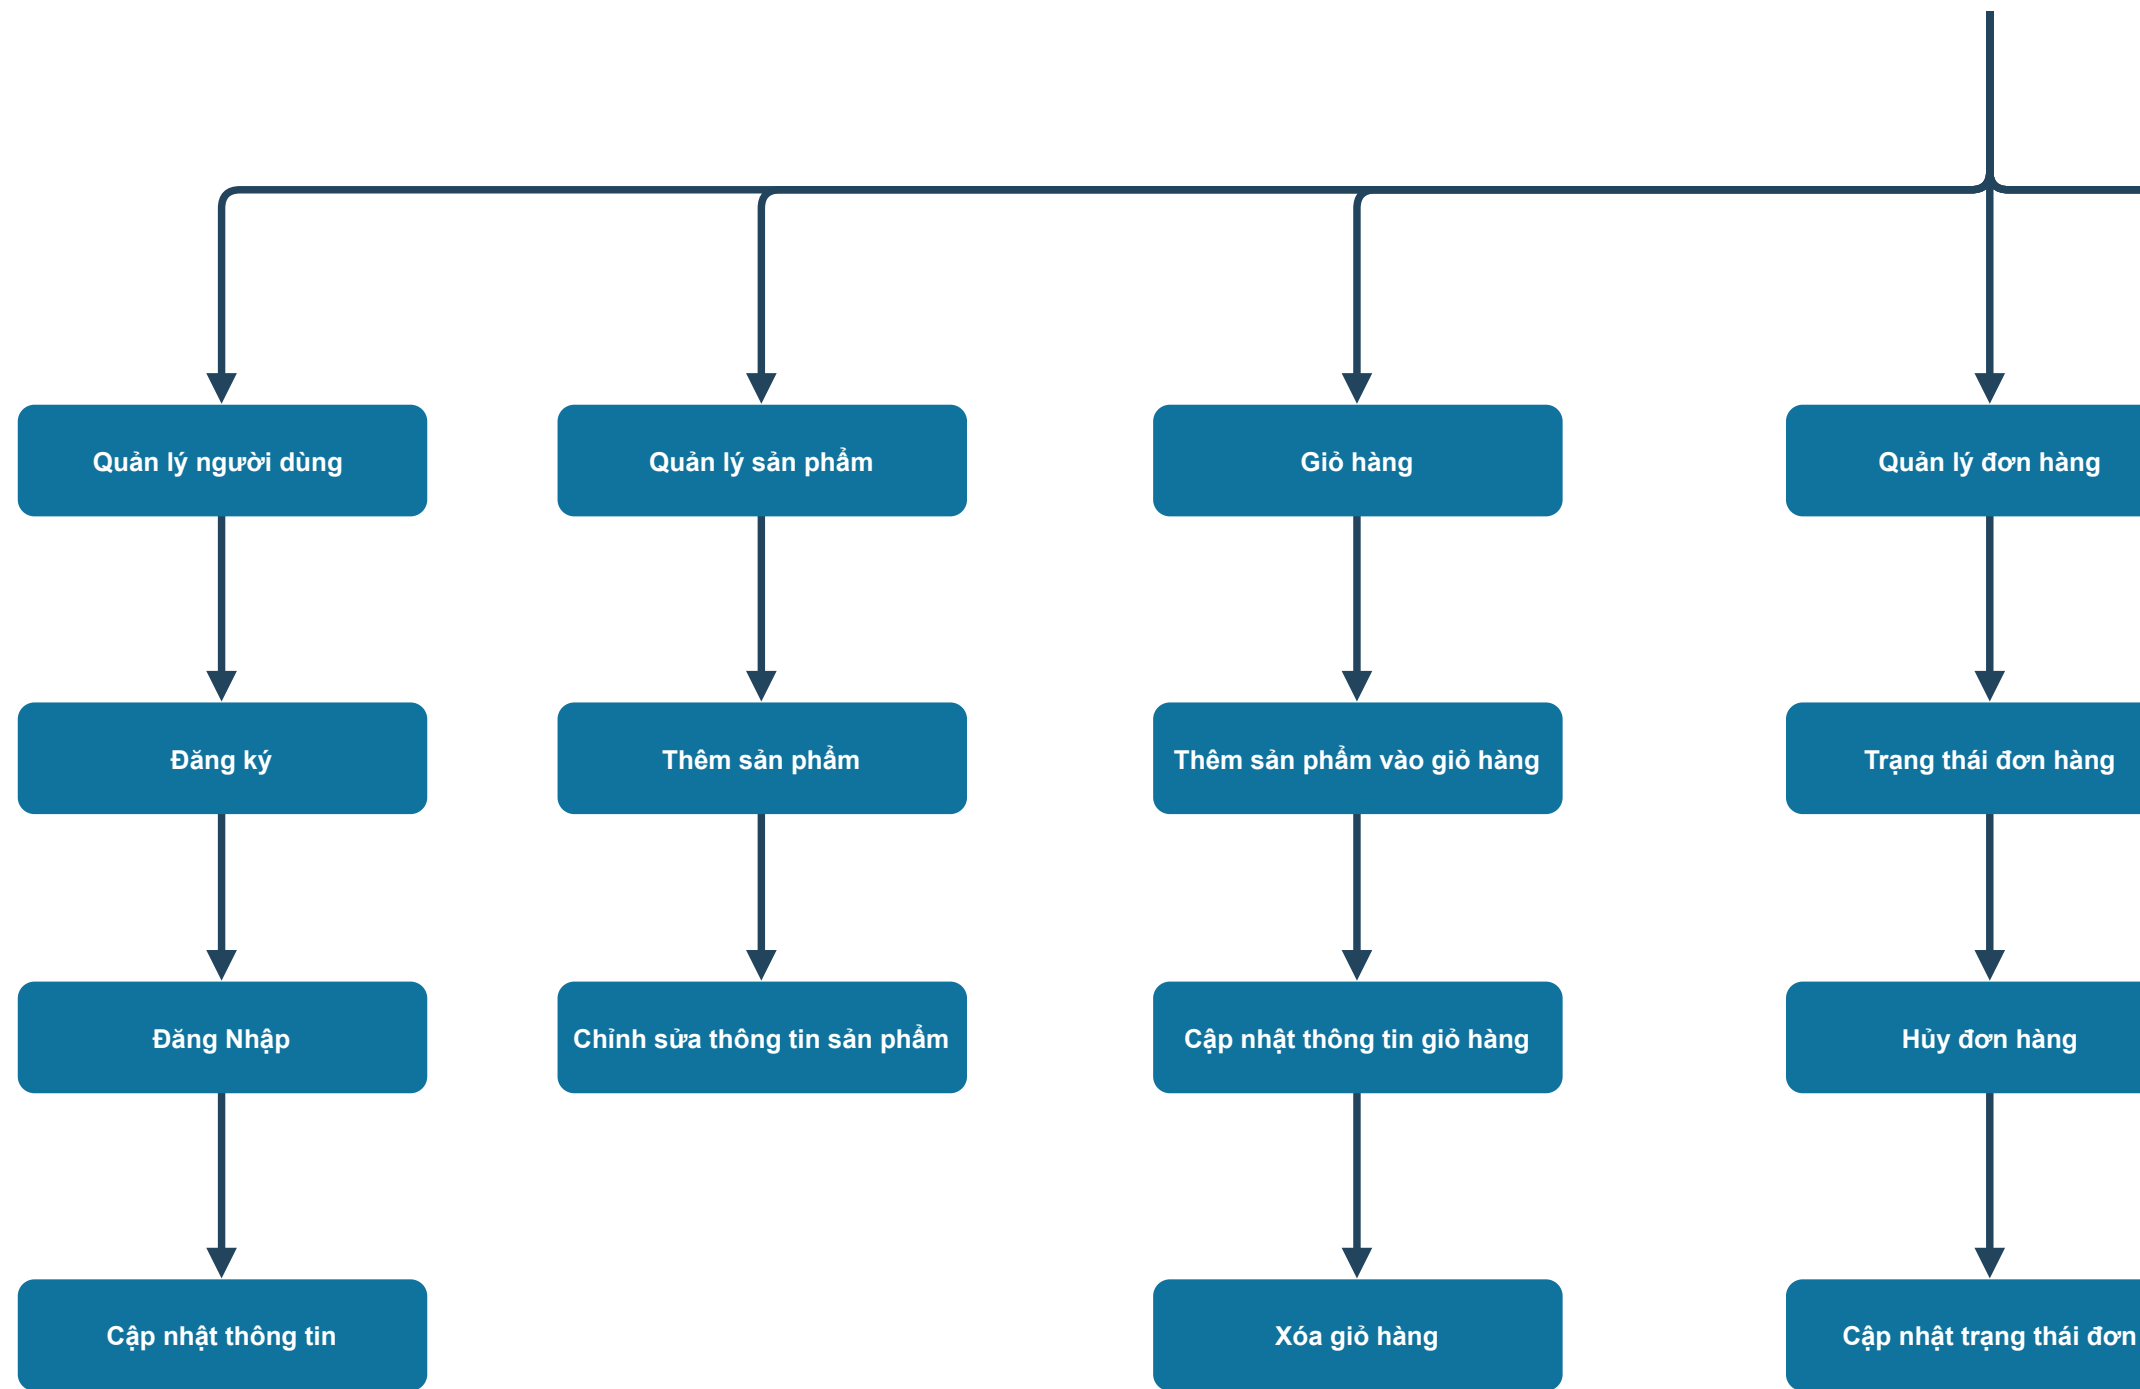 Quản lý người dùng
Quản lý sản phẩm
Giỏ hàng
Quản lý đơn hàng
Đăng ký
Thêm sản phẩm
Thêm sản phẩm vào giỏ hàng
Trạng thái đơn hàng
Đăng Nhập
Chỉnh sửa thông tin sản phẩm
Cập nhật thông tin giỏ hàng
Hủy đơn hàng
Cập nhật thông tin
Xóa giỏ hàng
Cập nhật trạng thái đơn